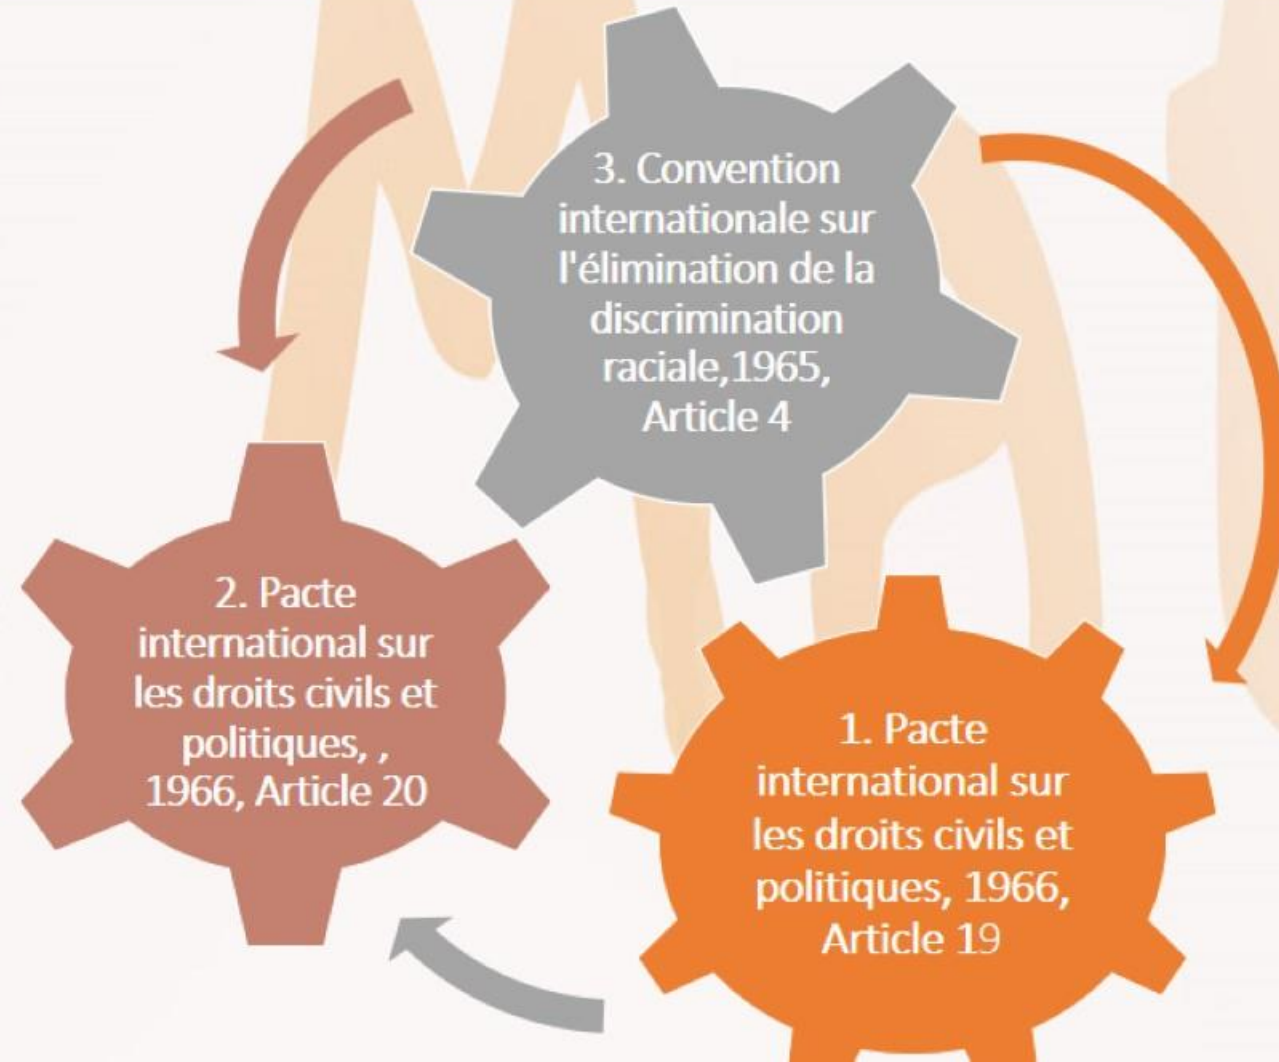 3. Convention
internationale sur
l'élimination de la
discrimination
raciale,1965,
Article 4
2. Pacte
international sur
les droits civils et
politiques, ,
1966, Article 20
1. Pacte
international sur
les droits civils et
politiques, 1966,
Article 19